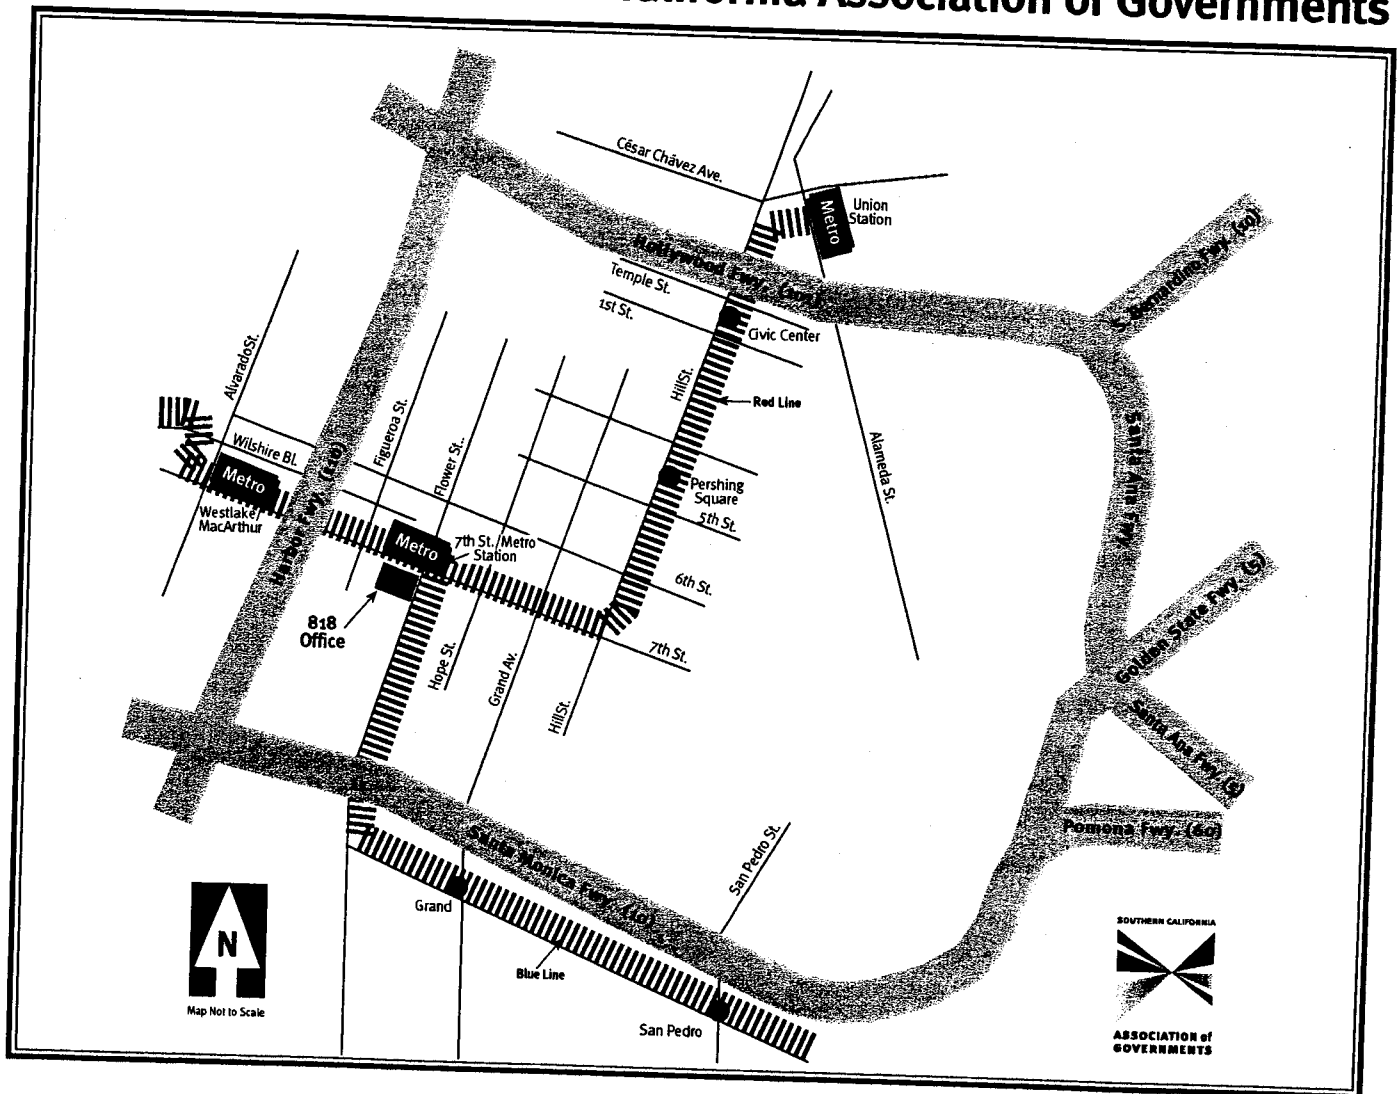 California Association of Governments
César Chávez Ave.
Metro
Union
Station
Hollywood Fwy. (101)
S. Bernardino Fwy. (10)
Temple St.
1st St.
Civic Center
Alvarado St.
Hill St.
Red Line
Figueroa St.
Flower St..
Wilshire Bl.
Metro
Westlake/
MacArthur
Harbor Fwy. (110)
Alameda St.
Santa Ana Fwy.
Pershing
Square
5th St.
Metro
7th St./Metro
Station
6th St.
818
Office
7th St.
Hope St.
Grand Av.
Hill St.
Golden State Fwy. (5)
Santa Ana Fwy. (5)
Pomona Fwy. (60)
Santa Monica Fwy. (10)
San Pedro St.
Grand
Blue Line
San Pedro
N
Map Not to Scale
SOUTHERN CALIFORNIA
ASSOCIATION of
GOVERNMENTS